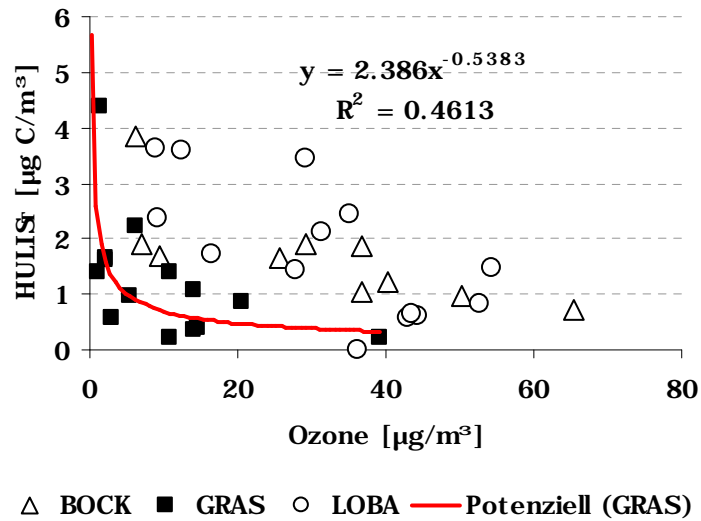 6
y = 2.386x^-0.5383
R² = 0.4613
5
4
3
2
1
0
HULIS_T [µg C/m³]
0 20 40 60 80
Ozone [µg/m³]
BOCK GRAS LOBA Potenziell (GRAS)